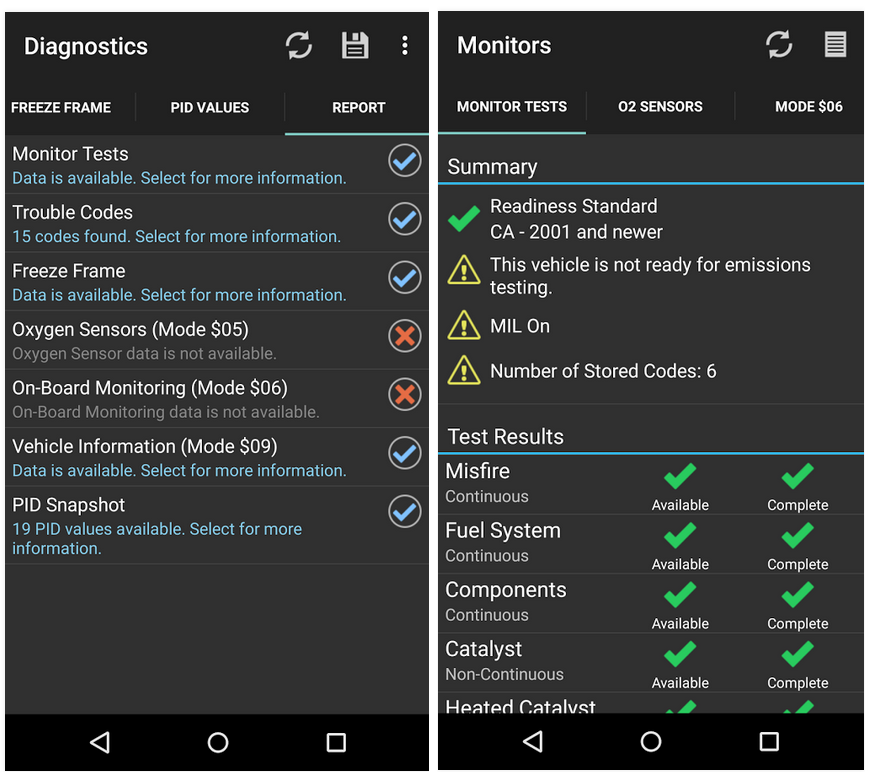 Diagnostics
FREEZE FRAME
PID VALUES
REPORT
Monitor Tests
Data is available. Select for more information.
Trouble Codes
15 codes found. Select for more information.
Freeze Frame
Data is available. Select for more information.
Oxygen Sensors (Mode $05)
Oxygen Sensor data is not available.
On-Board Monitoring (Mode $06)
On-Board Monitoring data is not available.
Vehicle Information (Mode $09)
Data is available. Select for more information.
PID Snapshot
19 PID values available. Select for more
information.
Monitors
MONITOR TESTS
O2 SENSORS
MODE $06
Summary
Readiness Standard
CA - 2001 and newer
This vehicle is not ready for emissions
testing.
MIL On
Number of Stored Codes: 6
Test Results
Misfire
Continuous
Available
Complete
Fuel System
Continuous
Available
Complete
Components
Continuous
Available
Complete
Catalyst
Non-Continuous
Available
Complete
Heated Catalyst